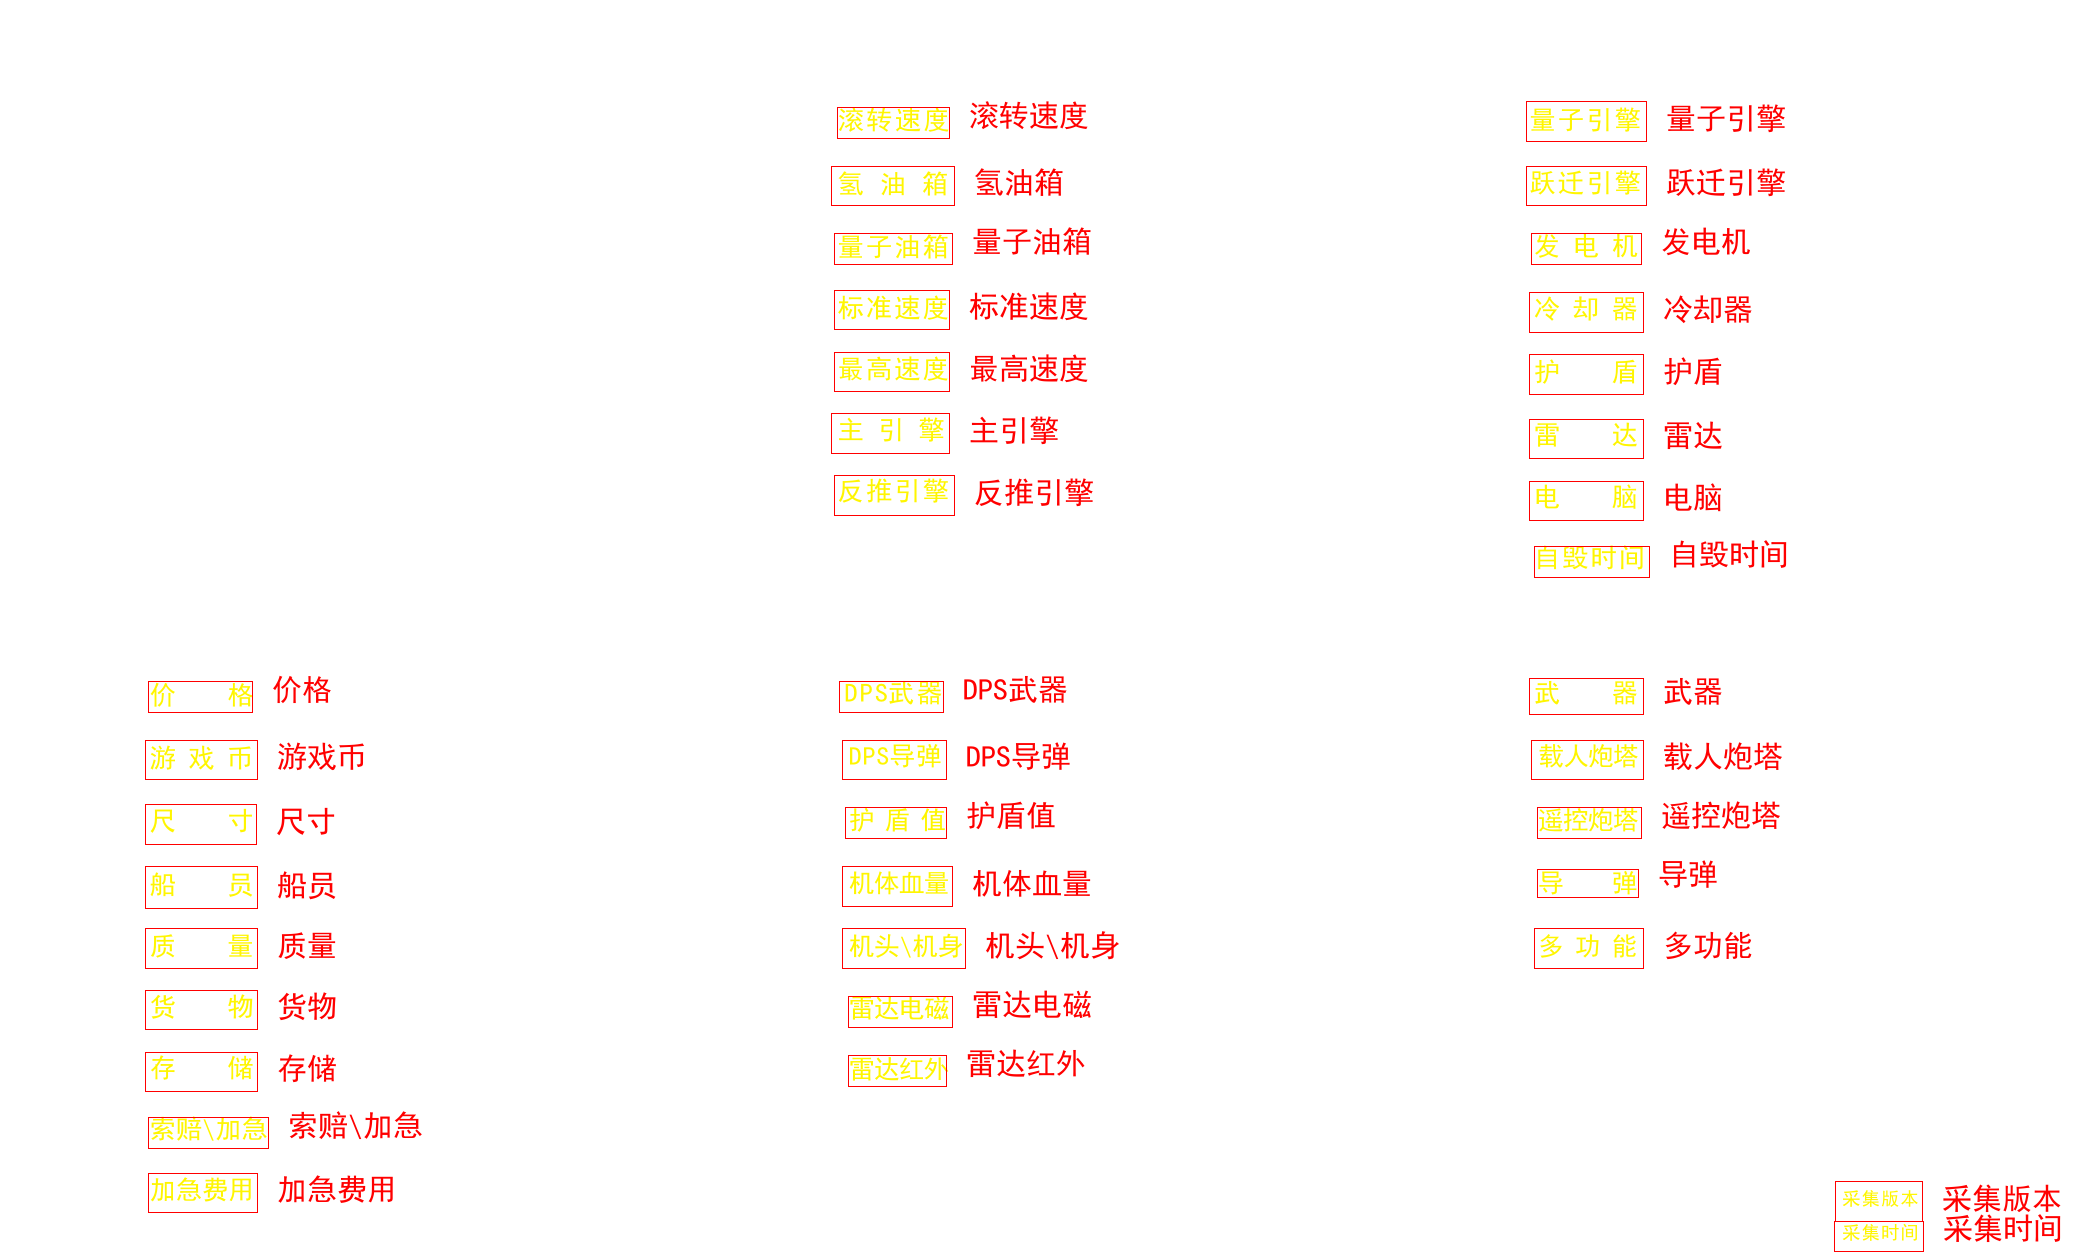 滚转速度 滚转速度
氢油箱 氢油箱
量子油箱 量子油箱
标准速度 标准速度
最高速度 最高速度
主引擎 主引擎
反推引擎 反推引擎
量子引擎 量子引擎
跃迁引擎 跃迁引擎
发电机 发电机
冷却器 冷却器
护盾 护盾
雷达 雷达
电脑 电脑
自毁时间 自毁时间
价格 价格
游戏币 游戏币
尺寸 尺寸
船员 船员
质量 质量
货物 货物
存储 存储
索赔\加急 索赔\加急
加急费用 加急费用
DPS武器 DPS武器
DPS导弹 DPS导弹
护盾值 护盾值
机体血量 机体血量
机头\机身 机头\机身
雷达电磁 雷达电磁
雷达红外 雷达红外
武器 武器
载人炮塔 载人炮塔
遥控炮塔 遥控炮塔
导弹 导弹
多功能 多功能
采集版本 采集版本
采集时间 采集时间